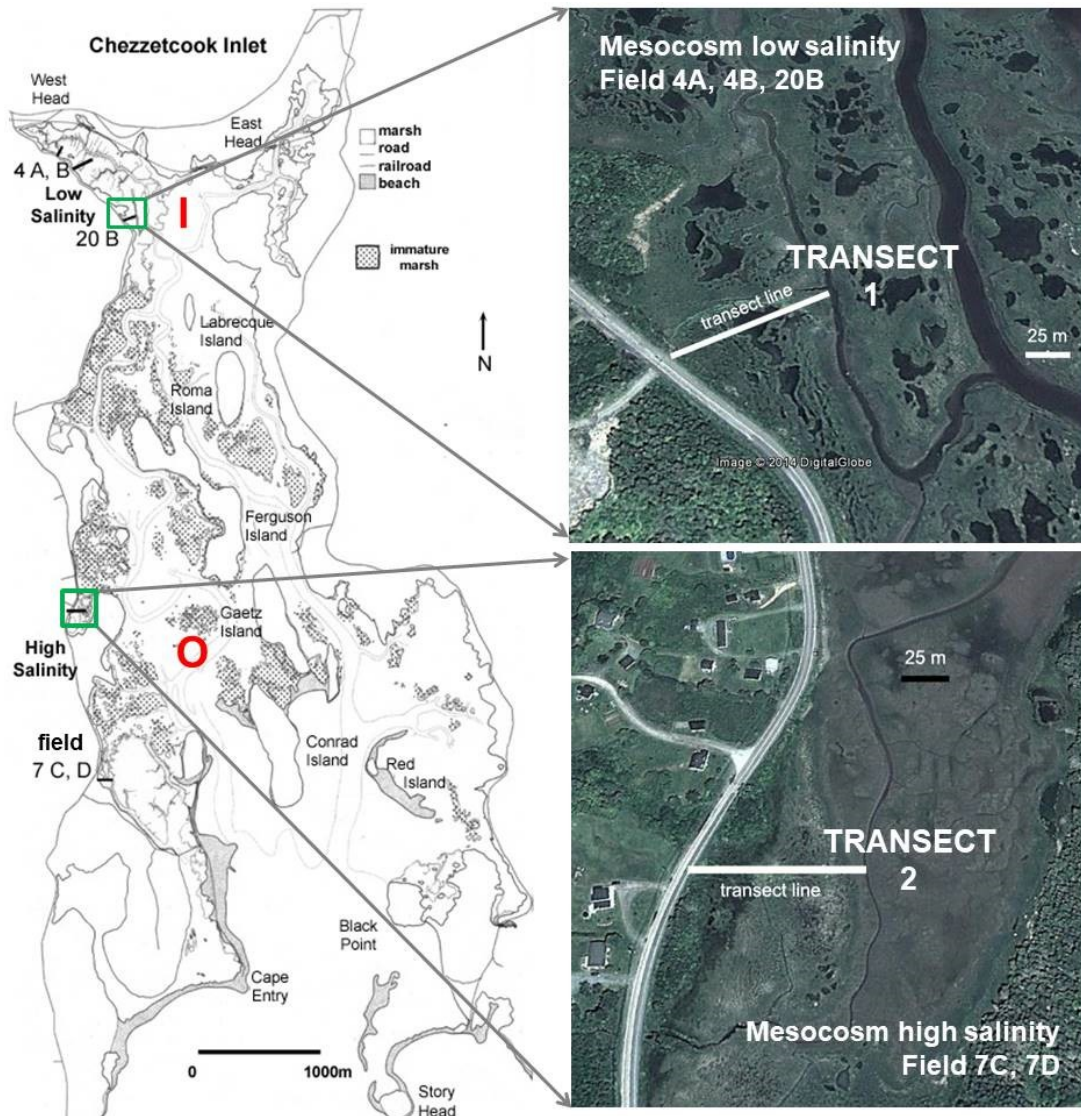 Chezzetcook Inlet
West
Head
East
Head
marsh
road
railroad
beach
4 A, B
Low
Salinity
20 B
I
immature
marsh
N
Labrecque
Island
Roma
Island
Ferguson
Island
Gaetz
Island
O
High
Salinity
field
7 C, D
Conrad
Island
Red
Island
Black
Point
Cape
Entry
0 1000m
Story
Head
Mesocosm low salinity
Field 4A, 4B, 20B
TRANSECT
1
transect line
25 m
Image © 2014 DigitalGlobe
25 m
TRANSECT
2
transect line
Mesocosm high salinity
Field 7C, 7D